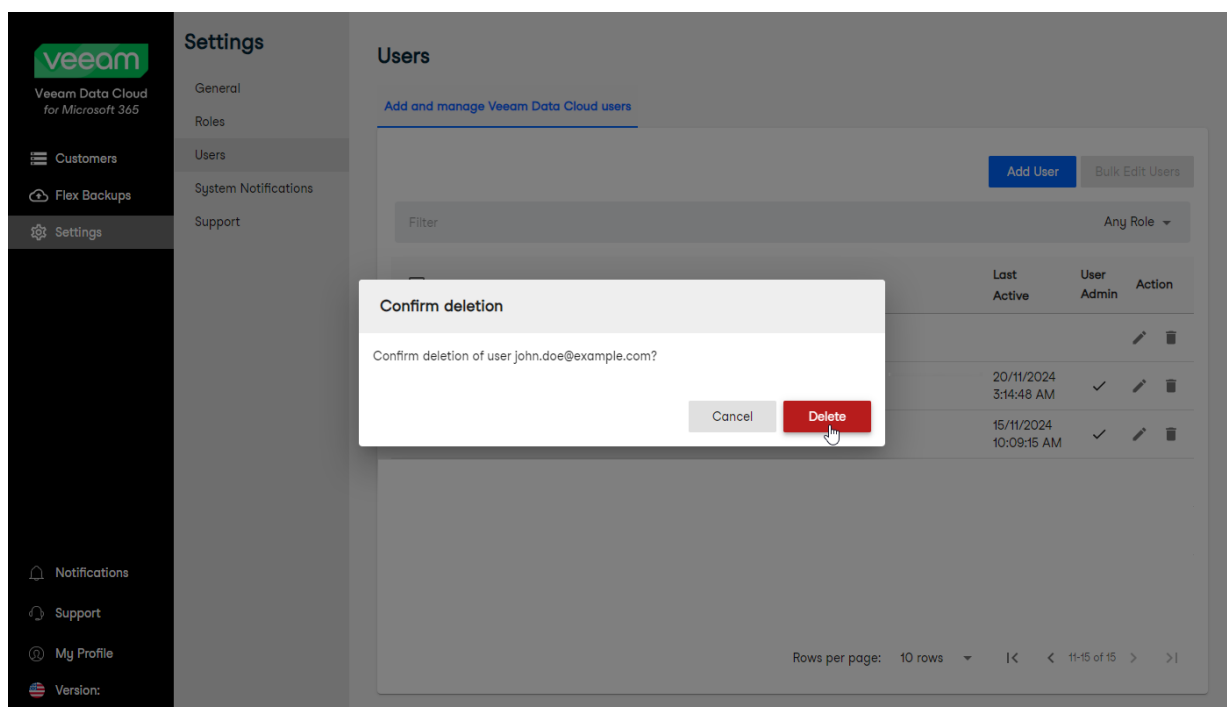 veeam
Veeam Data Cloud
for Microsoft 365
Customers
Flex Backups
Settings
Notifications
Support
My Profile
Version:
Settings
General
Roles
Users
System Notifications
Support
Users
Add and manage Veeam Data Cloud users
Add User
Bulk Edit Users
Filter
Any Role
Last
Active
User
Admin
Action
20/11/2024
3:14:48 AM
15/11/2024
10:09:15 AM
Confirm deletion
Confirm deletion of user john.doe@example.com?
Cancel
Delete
Rows per page: 10 rows
11-15 of 15